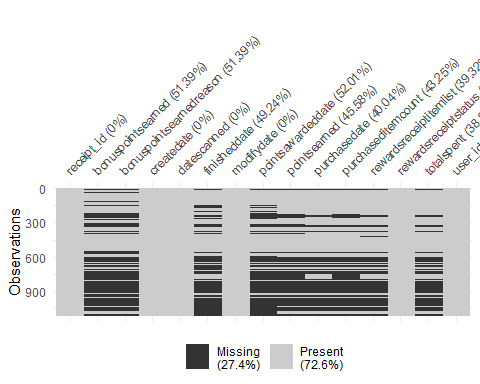 receipt_id (0%)
bonuspointsearned (51.39%)
bonuspointsearnedreason (51.39%)
createdate (0%)
datescanned (0%)
finisheddate (49.24%)
modifydate (0%)
pointsawardeddate (52.01%)
pointsearned (45.58%)
purchasedate (40.04%)
purchaseditemcount (43.25%)
rewardsreceiptitemlist (39.32%
rewardsreceiptstatus
totalspent (38.
user_id
0
300
600
900
Observations
Missing
(27.4%)
Present
(72.6%)